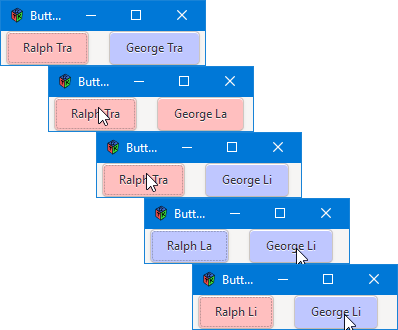 Butt...
Ralph Tra George Tra
Butt...
Ralph Tra George La
Butt...
Ralph Tra George Li
Butt...
Ralph La George Li
Butt...
Ralph Li George Li